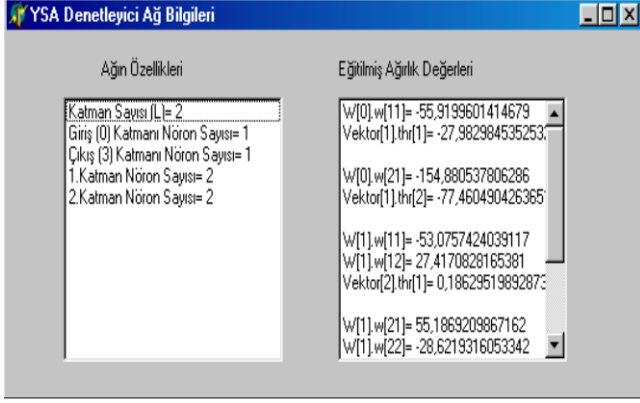 YSA Denetleyici Ağ Bilgileri
Ağın Özellikleri
Katman Sayısı (L)= 2
Giriş (0) Katmanı Nöron Sayısı= 1
Çıkış (3) Katmanı Nöron Sayısı= 1
1.Katman Nöron Sayısı= 2
2.Katman Nöron Sayısı= 2
Eğitilmiş Ağırlık Değerleri
W[0].w[11]= -55,9199601414679
Vektor[1].thr[1]= -27,9829845352532
W[0].w[21]= -154,880537806286
Vektor[1].thr[2]= -77,460490426365
W[1].w[11]= -53,0757424039117
W[1].w[12]= 27,4170828165381
Vektor[2].thr[1]= 0,18629519892873
W[1].w[21]= 55,1869209867162
W[1].w[22]= -28,6219316053342